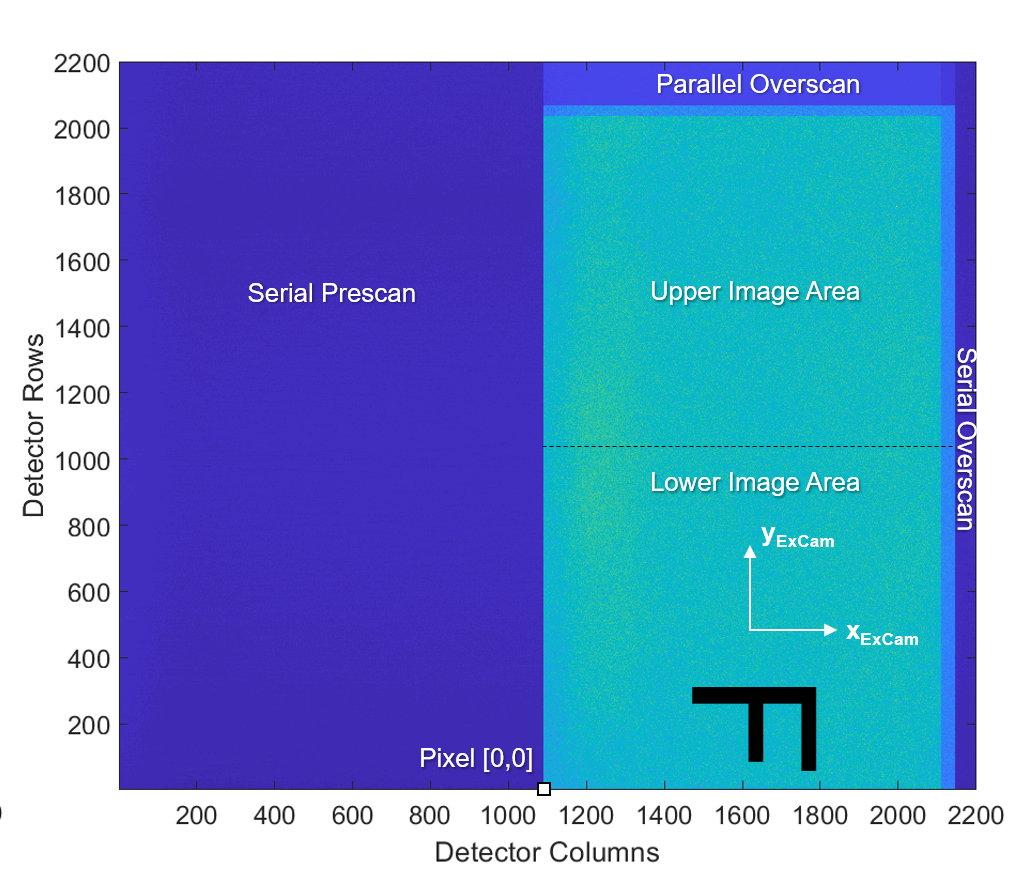 2200
Parallel Overscan
2000
1800
1600
Serial Prescan
Upper Image Area
1400
Serial Overscan
Detector Rows
1200
1000
Lower Image Area
800
yExCam
600
xExCam
400
F
200
Pixel [0,0]
200 400 600 800 1000 1200 1400 1600 1800 2000 2200
Detector Columns